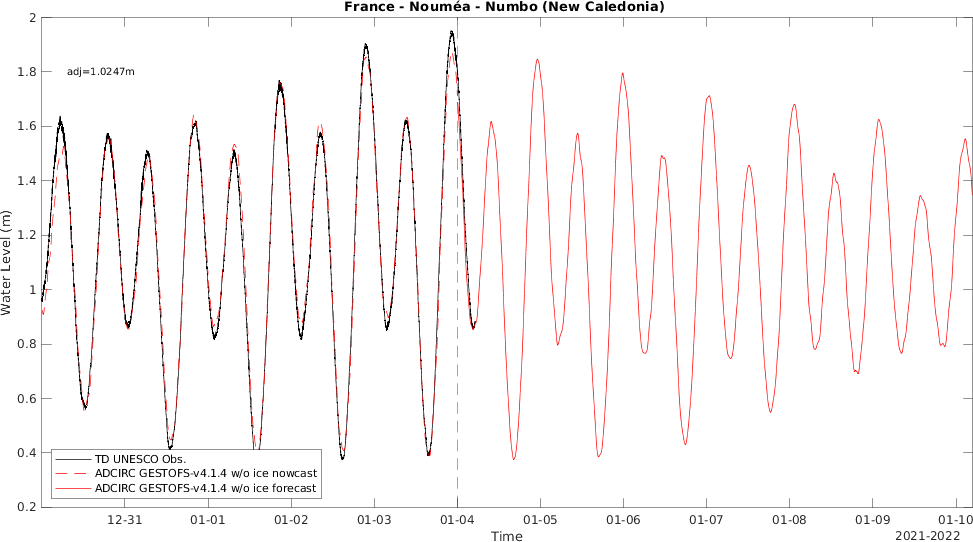 France - Nouméa - Numbo (New Caledonia)
2
1.8
1.6
1.4
1.2
1
0.8
0.6
0.4
0.2
Water Level (m)
adj=1.0247m
TD UNESCO Obs.
ADCIRC GESTOFS-v4.1.4 w/o ice nowcast
ADCIRC GESTOFS-v4.1.4 w/o ice forecast
12-31 01-01 01-02 01-03 01-04 01-05 01-06 01-07 01-08 01-09 01-10
Time
2021-2022